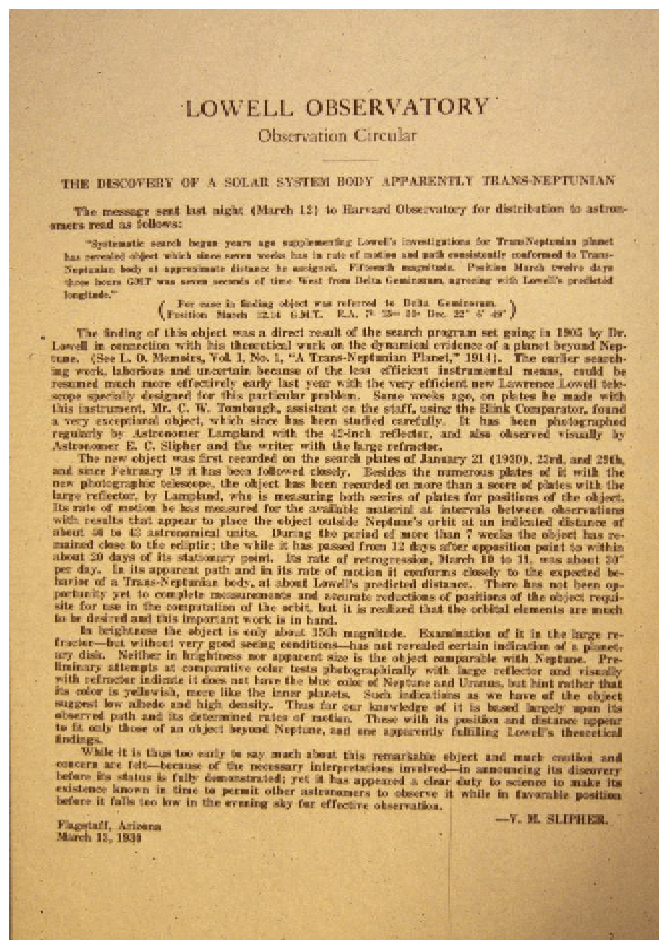 LOWELL OBSERVATORY
Observation Circular
THE DISCOVERY OF A SOLAR SYSTEM BODY APPARENTLY TRANS-NEPTUNIAN
The message sent last night (March 12) to Harvard Observatory for distribution to astron-
omers read as follows:
"Systematic search begun years ago supplementing Lowell's investigations for TransNeptunian planet
has revealed object which since seven weeks has in rate of motion and path consistently conformed to Trans-
Neptunian body at approximate distance he assigned. Fifteenth magnitude. Position March twelve days
three hours GMT was seven seconds of time West from Delta Geminorum, agreeing with Lowell's predicted
longitude."
(For ease in finding object was referred to Delta Geminorum.
Position March 12.14 G.M.T. R.A. 7h 15m 50s Dec. 22° 6' 49")
The finding of this object was a direct result of the search program set going in 1905 by Dr.
Lowell in connection with his theoretical work on the dynamical evidence of a planet beyond Nep-
tune. (See L. O. Memoirs, Vol. 1, No. 1, "A Trans-Neptunian Planet," 1914). The earlier search-
ing work, laborious and uncertain because of the less efficient instrumental means, could be
resumed much more effectively early last year with the very efficient new Lawrence Lowell tele-
scope specially designed for this particular problem. Some weeks ago, on plates he made with
this instrument, Mr. C. W. Tombaugh, assistant on the staff, using the Blink Comparator, found
a very exceptional object, which since has been studied carefully. It has been photographed
regularly by Astronomer Lampland with the 42-inch reflector, and also observed visually by
Astronomer E. C. Slipher and the writer with the large refractor.
The new object was first recorded on the search plates of January 21 (1930), 23rd, and 29th,
and since February 19 it has been followed closely. Besides the numerous plates of it with the
new photographic telescope, the object has been recorded on more than a score of plates with the
large reflector, by Lampland, who is measuring both series of plates for positions of the object.
Its rate of motion he has measured for the available material at intervals between observations
with results that appear to place the object outside Neptune's orbit at an indicated distance of
about 40 to 43 astronomical units. During the period of more than 7 weeks the object has re-
mained close to the ecliptic; the while it has passed from 12 days after opposition point to within
about 20 days of its stationary point. Its rate of retrogression, March 10 to 11, was about 30"
per day. In its apparent path and in its rate of motion it conforms closely to the expected be-
havior of a Trans-Neptunian body, at about Lowell's predicted distance. There has not been op-
portunity yet to complete measurements and accurate reductions of positions of the object requi-
site for use in the computation of the orbit, but it is realized that the orbital elements are much
to be desired and this important work is in hand.
In brightness the object is only about 15th magnitude. Examination of it in the large re-
fractor—but without very good seeing conditions—has not revealed certain indication of a planet-
ary disk. Neither in brightness nor apparent size is the object comparable with Neptune. Pre-
liminary attempts at comparative color tests photographically with large reflector and visually
with refractor indicate it does not have the blue color of Neptune and Uranus, but hint rather that
its color is yellowish, more like the inner planets. Such indications as we have of the object
suggest low albedo and high density. Thus far our knowledge of it is based largely upon its
observed path and its determined rates of motion. These with its position and distance appear
to fit only those of an object beyond Neptune, and one apparently fulfilling Lowell's theoretical
findings.
While it is thus too early to say much about this remarkable object and much caution and
concern are felt—because of the necessary interpretations involved—in announcing its discovery
before its status is fully demonstrated; yet it has appeared a clear duty to science to make its
existence known in time to permit other astronomers to observe it while in favorable position
before it falls too low in the evening sky for effective observation.
—V. M. SLIPHER.
Flagstaff, Arizona
March 13, 1930